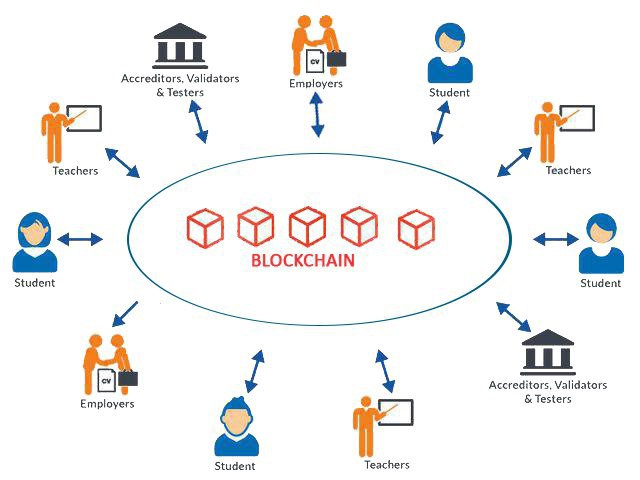 Accreditors, Validators
& Testers
CV
Employers
Student
Teachers
Teachers
BLOCKCHAIN
Student
Student
CV
Employers
Student
Teachers
Accreditors, Validators
& Testers